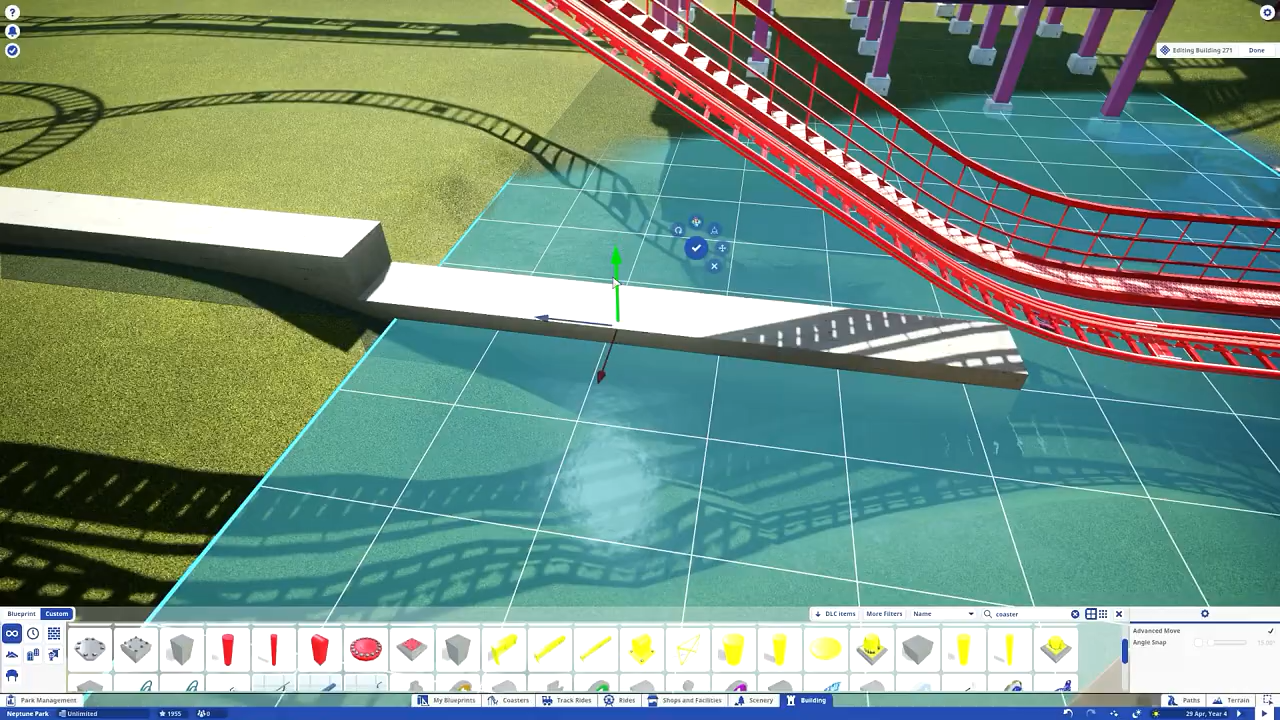 ?
Editing Building 271 Done
Blueprint Custom
DLC items More Filters Name coaster
Advanced Move
Angle Snap
Park Management My Blueprints Coasters Track Rides Rides Shops and Facilities Scenery Building Paths Terrain
Neptune Park Unlimited 1955 0 29 Apr, Year 4